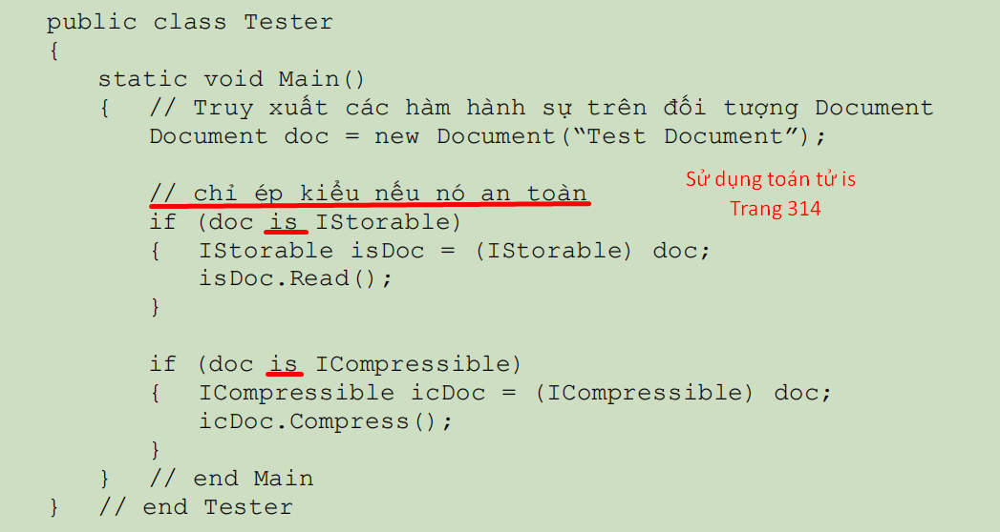 public class Tester
{
static void Main()
{ // Truy xuất các hàm hành sự trên đối tượng Document
Document doc = new Document(“Test Document”);
// chỉ ép kiểu nếu nó an toàn
Sử dụng toán tử is
Trang 314
if (doc is IStorable)
{ IStorable isDoc = (IStorable) doc;
isDoc.Read();
}
if (doc is ICompressible)
{ ICompressible icDoc = (ICompressible) doc;
icDoc.Compress();
}
} // end Main
} // end Tester